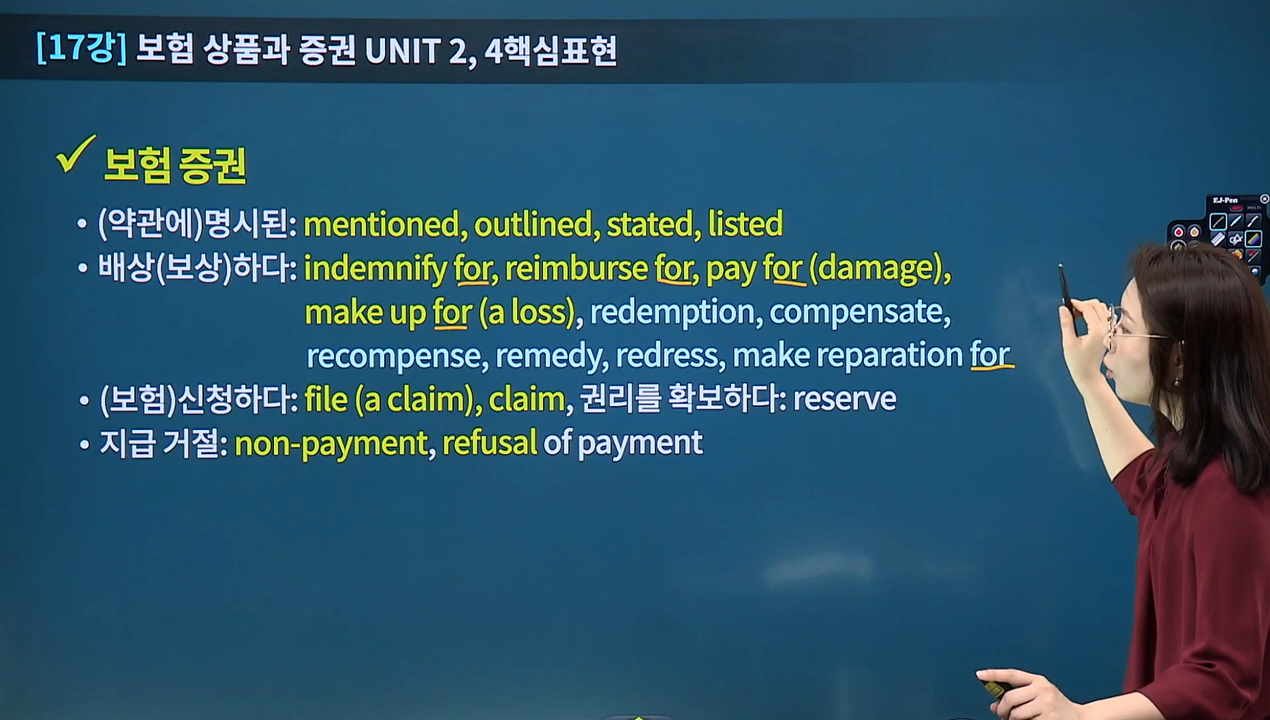 [17강] 보험 상품과 증권 UNIT 2, 4핵심표현
보험 증권
• (약관에)명시된: mentioned, outlined, stated, listed
• 배상(보상)하다: indemnify for, reimburse for, pay for (damage),
make up for (a loss), redemption, compensate,
recompense, remedy, redress, make reparation for
• (보험)신청하다: file (a claim), claim, 권리를 확보하다: reserve
• 지급 거절: non-payment, refusal of payment
EJ-Pen